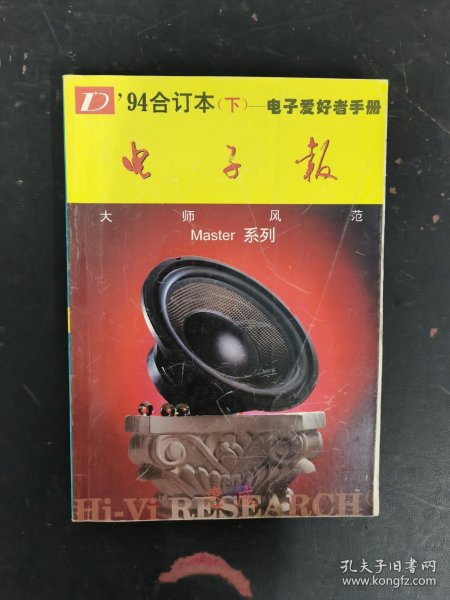 D '94合订本(下)—电子爱好者手册
电子报
大师风范
Master 系列
Hi-Vi RESEARCH®
孔夫子旧书网
www.kongfz.com